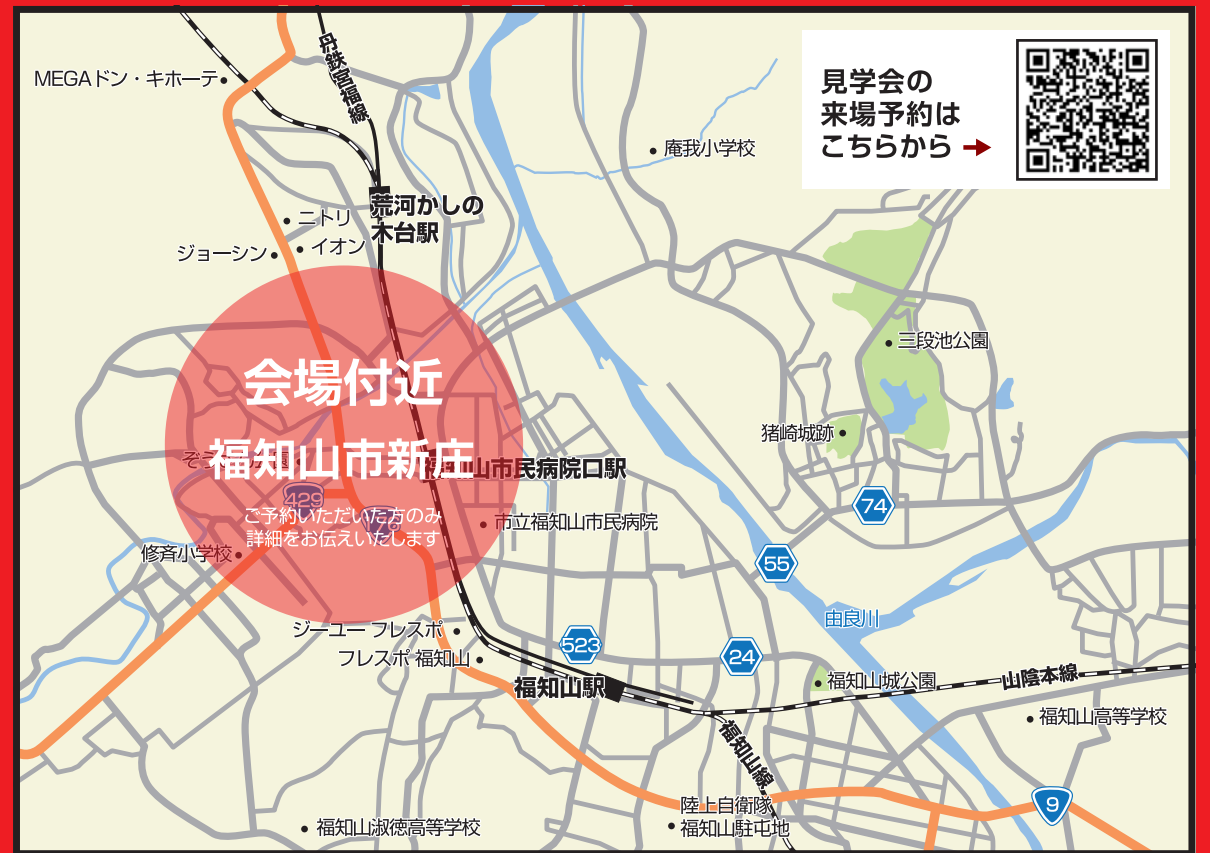 丹鉄宮福線
MEGAドン・キホーテ
見学会の
来場予約は
こちらから
庵我小学校
荒河かしの
木台駅
ニトリ
イオン
ジョーシン
三段池公園
会場付近
福知山市新庄
猪崎城跡
福知山市民病院口駅
429
176
74
ご予約いただいた方のみ
詳細をお伝えいたします
市立福知山市民病院
修斉小学校
55
由良川
ジーユー フレスポ
523
フレスポ 福知山
24
福知山駅
福知山城公園
山陰本線
福知山高等学校
福知山線
陸上自衛隊
福知山駐屯地
9
福知山淑徳高等学校